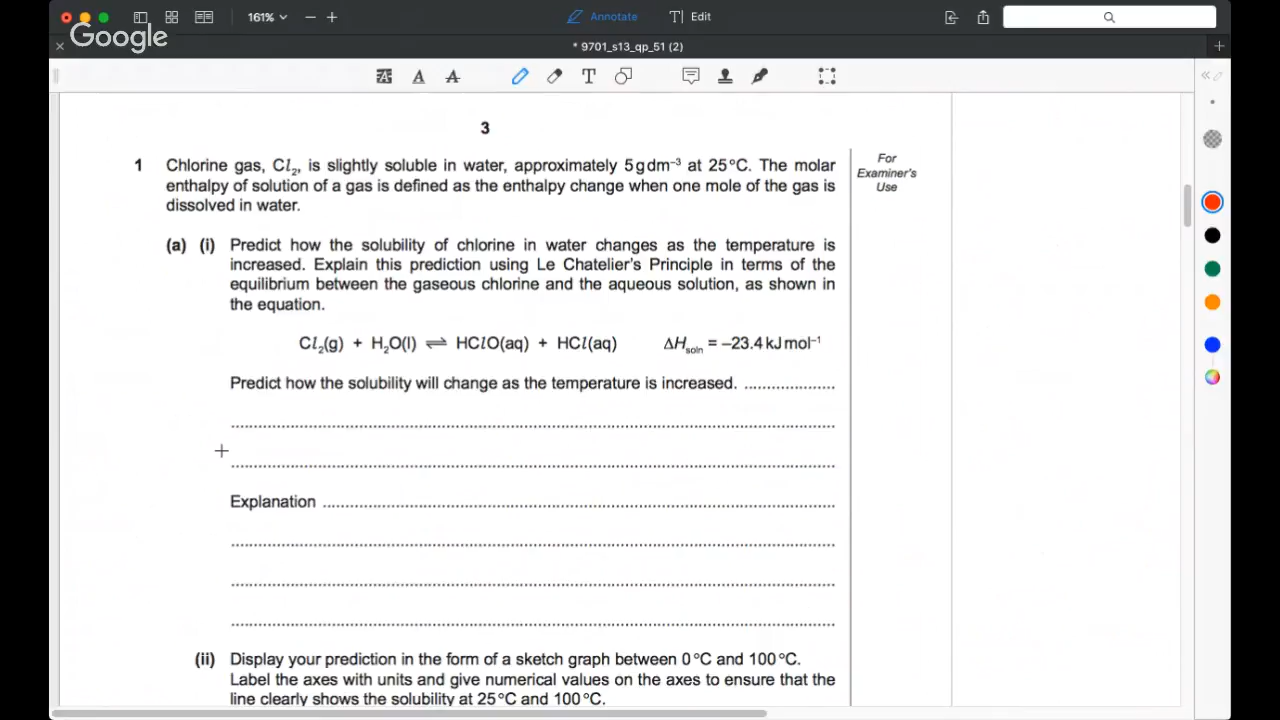 161%
Annotate
T Edit
Google
* 9701_s13_qp_51 (2)
3
For
Examiner's
Use
1 Chlorine gas, Cl₂, is slightly soluble in water, approximately 5 g dm⁻³ at 25 °C. The molar
enthalpy of solution of a gas is defined as the enthalpy change when one mole of the gas is
dissolved in water.
(a) (i) Predict how the solubility of chlorine in water changes as the temperature is
increased. Explain this prediction using Le Chatelier's Principle in terms of the
equilibrium between the gaseous chlorine and the aqueous solution, as shown in
the equation.
Cl₂(g) + H₂O(l) ⇌ HClO(aq) + HCl(aq) ΔHsoln = –23.4 kJ mol⁻¹
Predict how the solubility will change as the temperature is increased. ....................
Explanation ....................
(ii) Display your prediction in the form of a sketch graph between 0 °C and 100 °C.
Label the axes with units and give numerical values on the axes to ensure that the
line clearly shows the solubility at 25 °C and 100 °C.